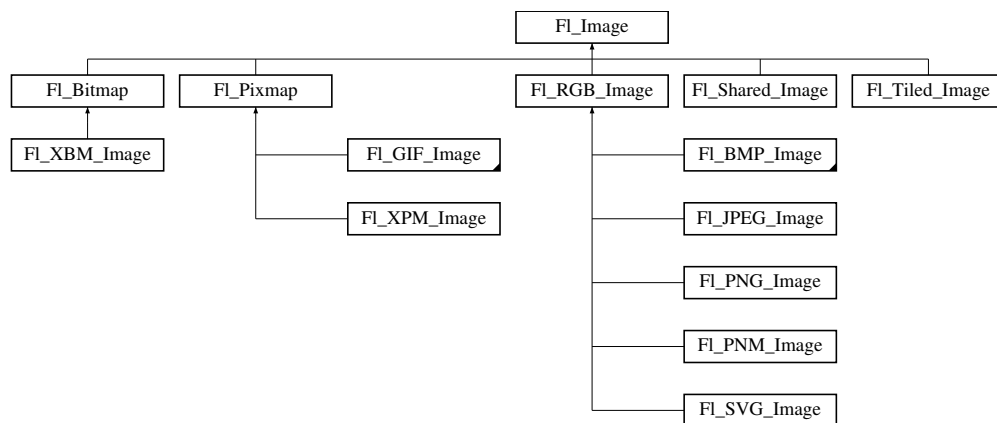 Fl_Image
Fl_Bitmap Fl_Pixmap Fl_RGB_Image Fl_Shared_Image Fl_Tiled_Image
Fl_XBM_Image Fl_GIF_Image Fl_BMP_Image
Fl_XPM_Image Fl_JPEG_Image
Fl_PNG_Image
Fl_PNM_Image
Fl_SVG_Image